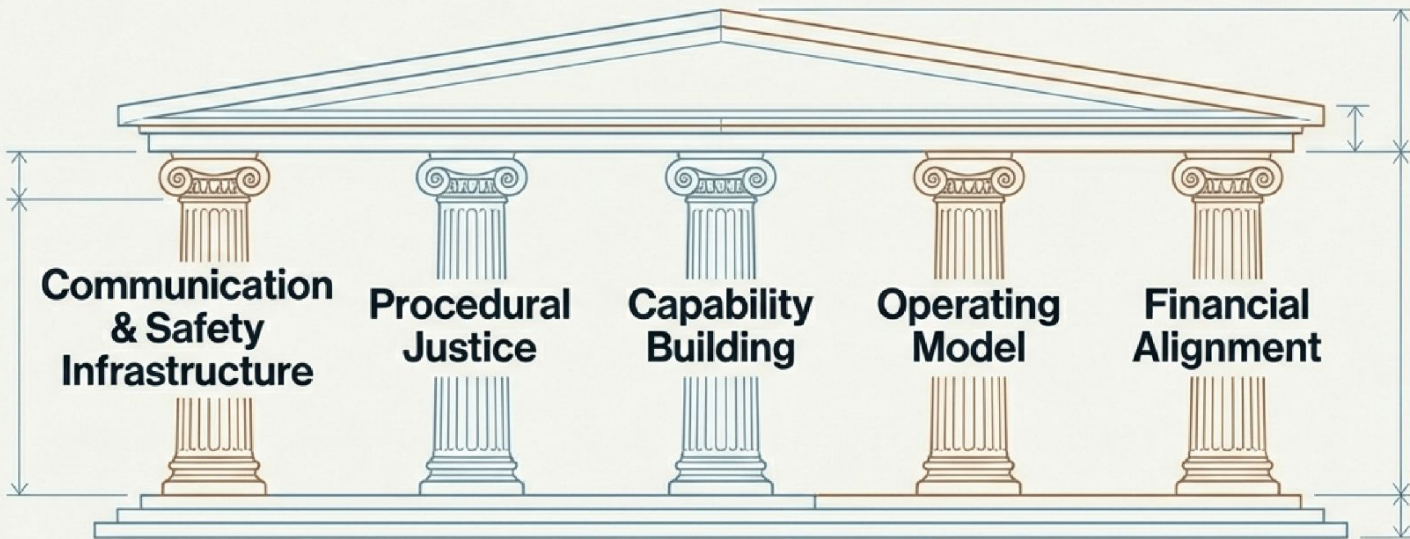 Communication
& Safety
Infrastructure
Procedural
Justice
Capability
Building
Operating
Model
Financial
Alignment